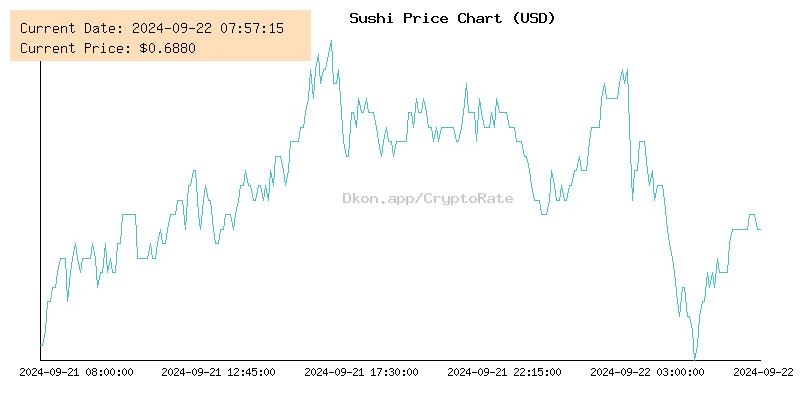 Sushi Price Chart (USD)
Current Date: 2024-09-22 07:57:15
Current Price: $0.6880
Dkon.app/CryptoRate
2024-09-21 08:00:00 2024-09-21 12:45:00 2024-09-21 17:30:00 2024-09-21 22:15:00 2024-09-22 03:00:00 2024-09-22